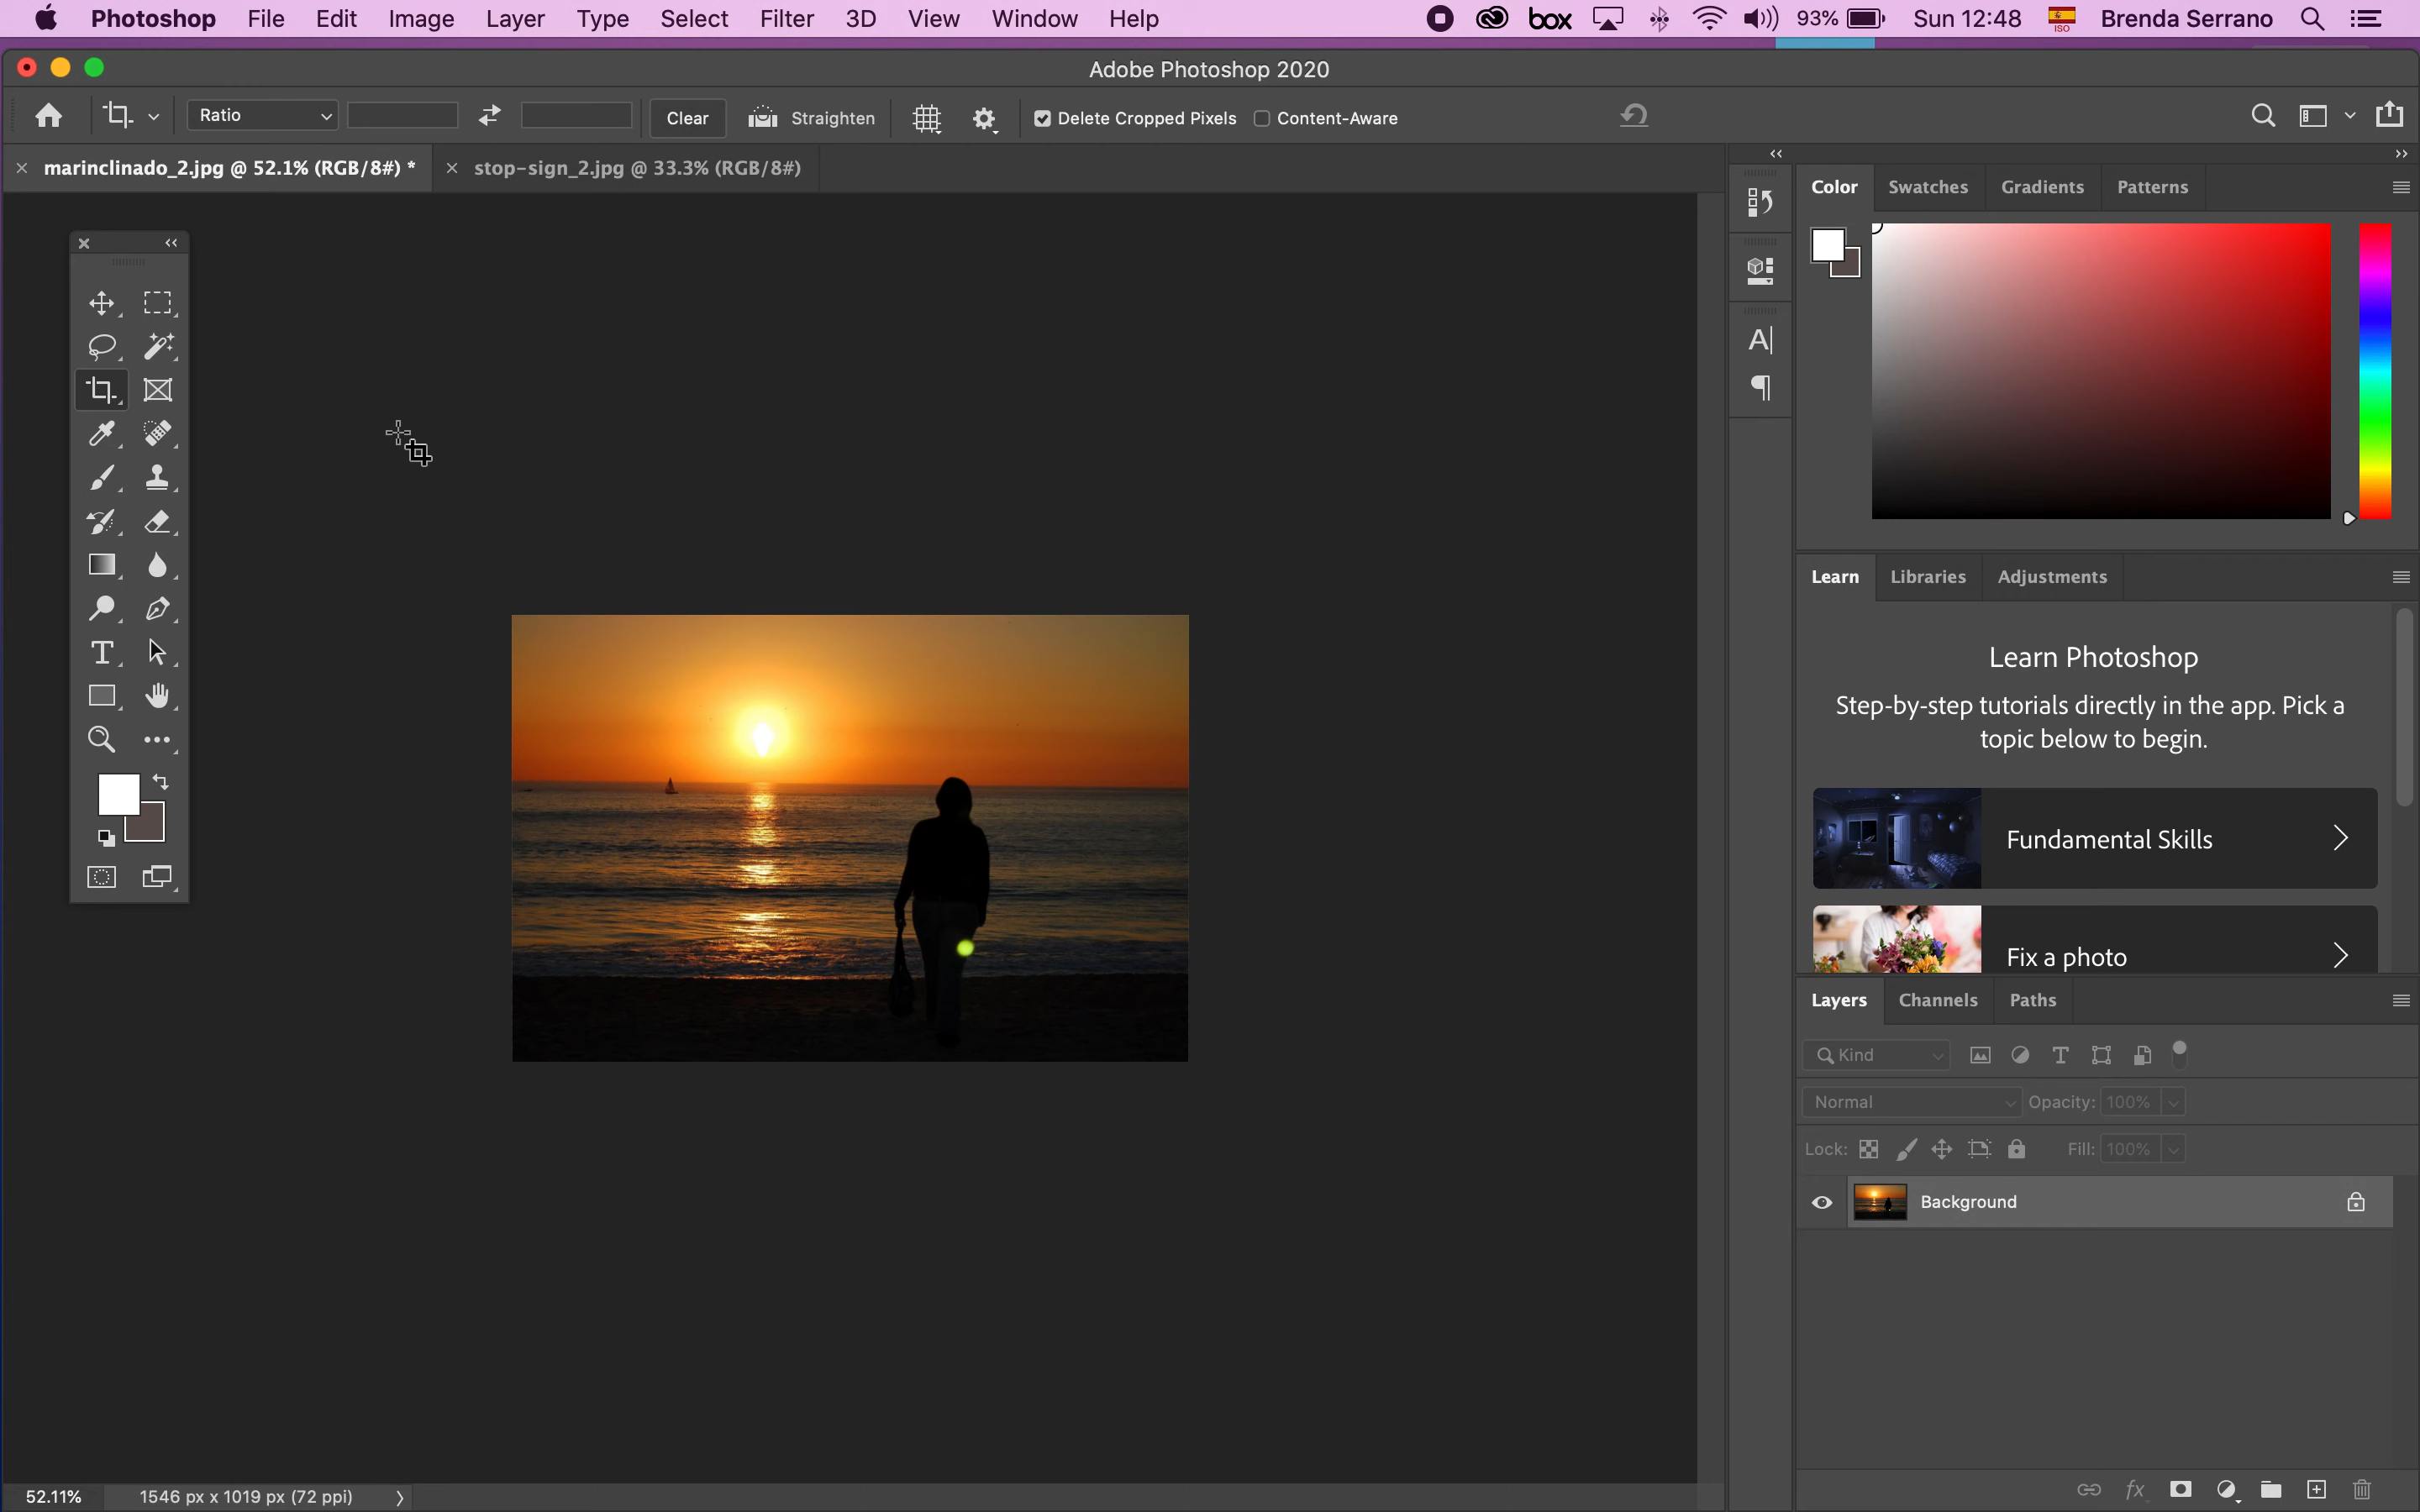 Photoshop File Edit Image Layer Type Select Filter 3D View Window Help box 93% Sun 12:48 ISO Brenda Serrano
Adobe Photoshop 2020
Ratio Clear Straighten Delete Cropped Pixels Content-Aware
marinclinado_2.jpg @ 52.1% (RGB/8#) * stop-sign_2.jpg @ 33.3% (RGB/8#)
Color Swatches Gradients Patterns
Learn Libraries Adjustments
Learn Photoshop
Step-by-step tutorials directly in the app. Pick a
topic below to begin.
Fundamental Skills
Fix a photo
Layers Channels Paths
Kind
Normal Opacity: 100%
Lock: Fill: 100%
Background
fx
52.11% 1546 px x 1019 px (72 ppi)